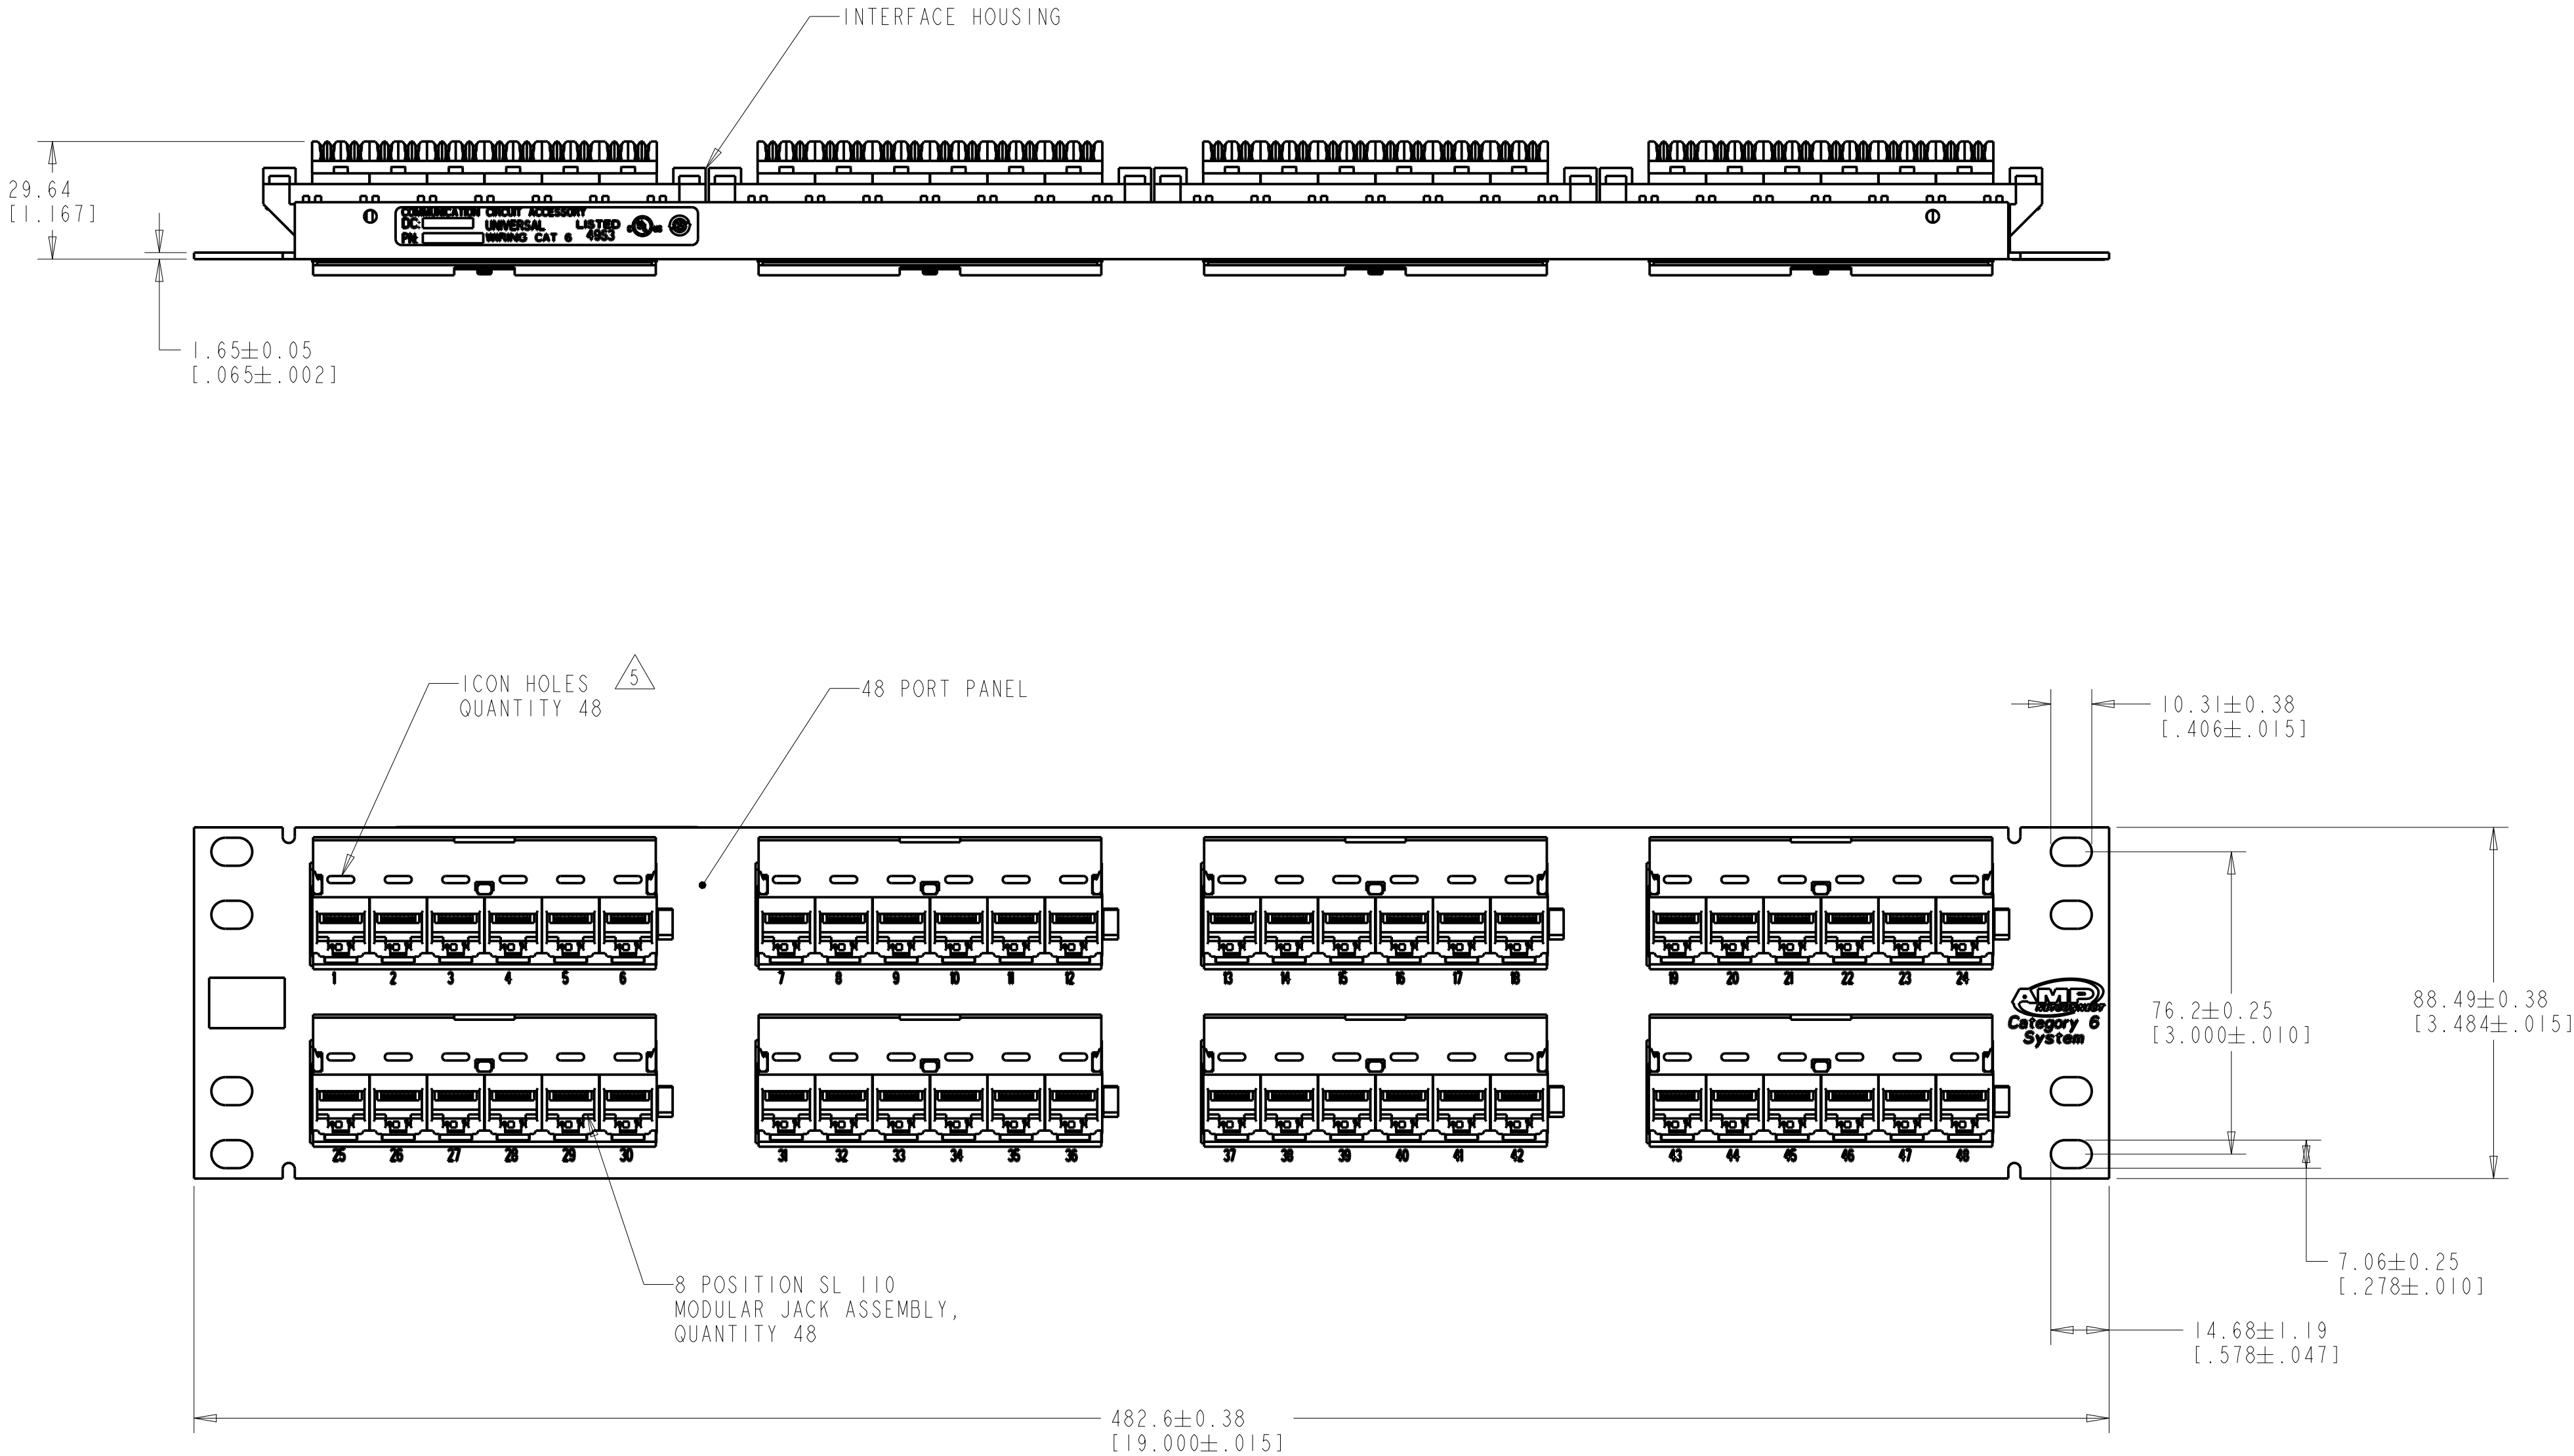 INTERFACE HOUSING
29.64
[1.167]
COMMUNICATION CIRCUIT ACCESSORY
DC: UNIVERSAL LISTED
PN: WIRING CAT 6 4953
C UL US
1.65±0.05
[.065±.002]
ICON HOLES 5
QUANTITY 48
48 PORT PANEL
10.31±0.38
[.406±.015]
1 2 3 4 5 6 7 8 9 10 11 12 13 14 15 16 17 18 19 20 21 22 23 24
AMP
Category 6
System
76.2±0.25
[3.000±.010]
88.49±0.38
[3.484±.015]
25 26 27 28 29 30 31 32 33 34 35 36 37 38 39 40 41 42 43 44 45 46 47 48
7.06±0.25
[.278±.010]
8 POSITION SL 110
MODULAR JACK ASSEMBLY,
QUANTITY 48
14.68±1.19
[.578±.047]
482.6±0.38
[19.000±.015]